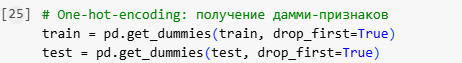 [25] # One-hot-encoding: получение дамми-признаков
train = pd.get_dummies(train, drop_first=True)
test = pd.get_dummies(test, drop_first=True)